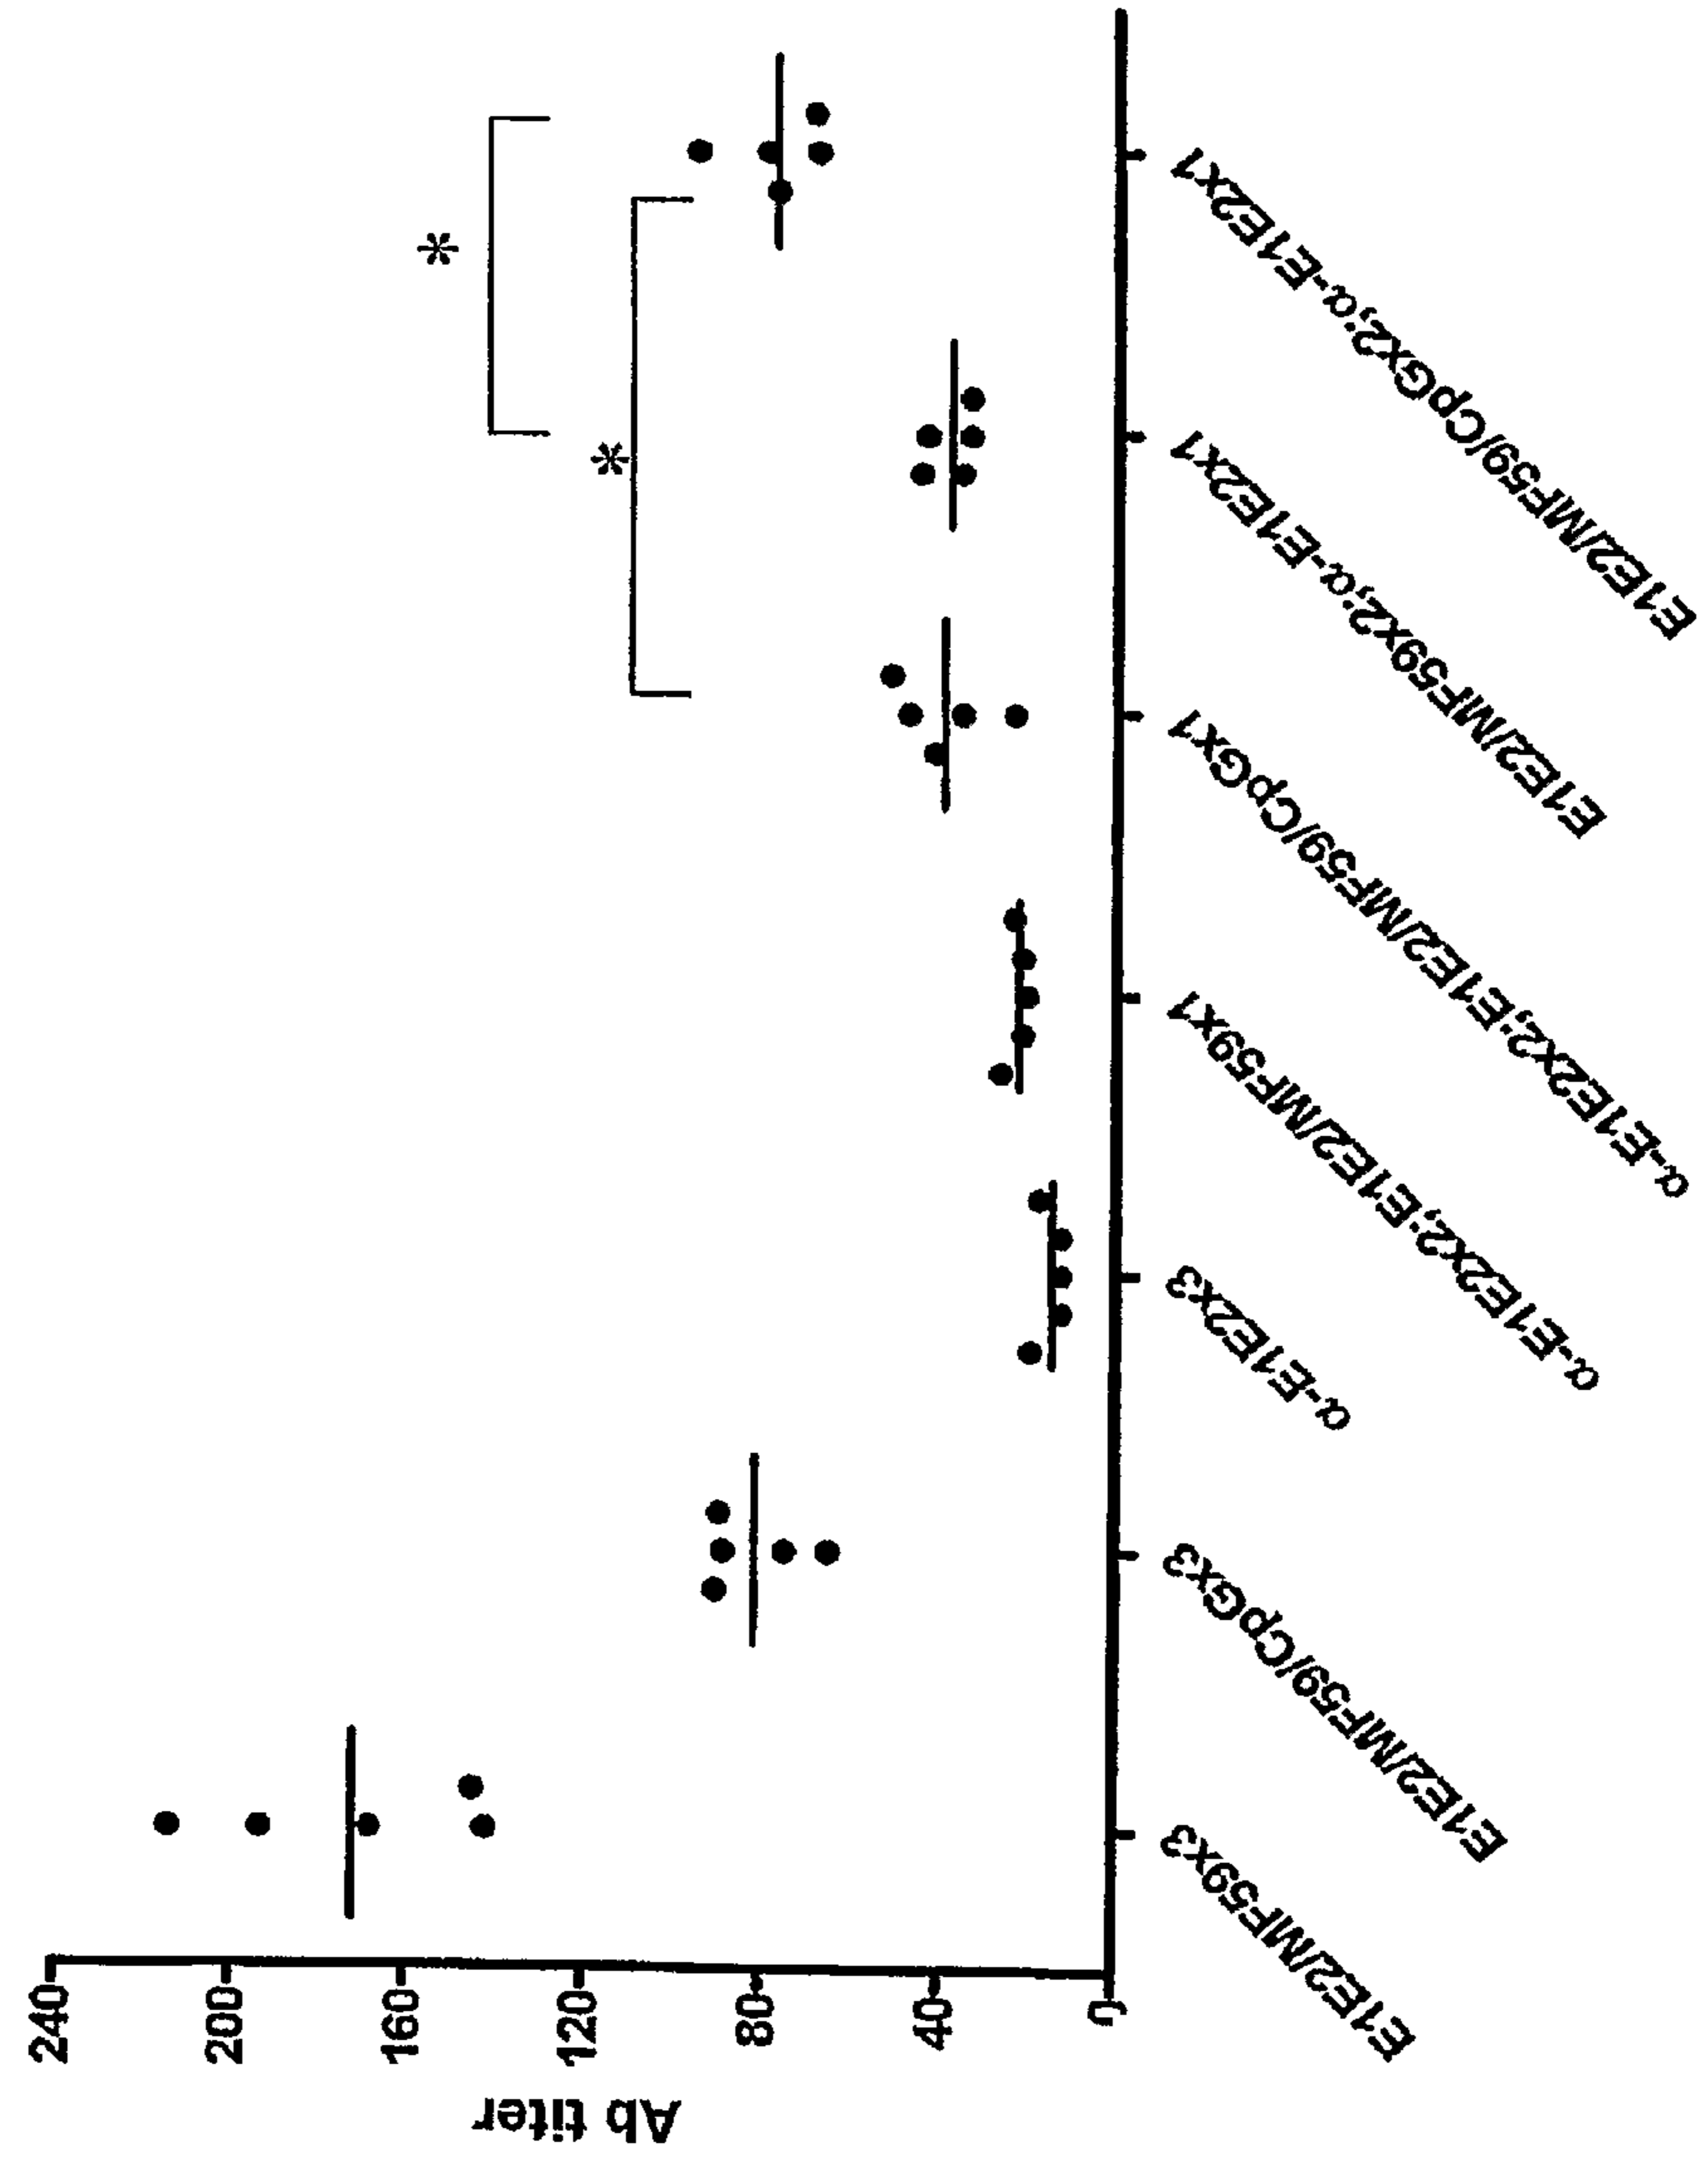 Ab titer
240
200
160
120
80
40
0
*
*
E1E2/MF59x3
E1E2/MF59/CpGx3
α-E1E2x3
α-E1E2x2;E1E2/MF59x1
α-E1E2x2;E1E2/MF59/CpGx1
E1E2/MF59x2;α-E1E2x1
E1E2/MF59/CpGx2;α-E1E2x1